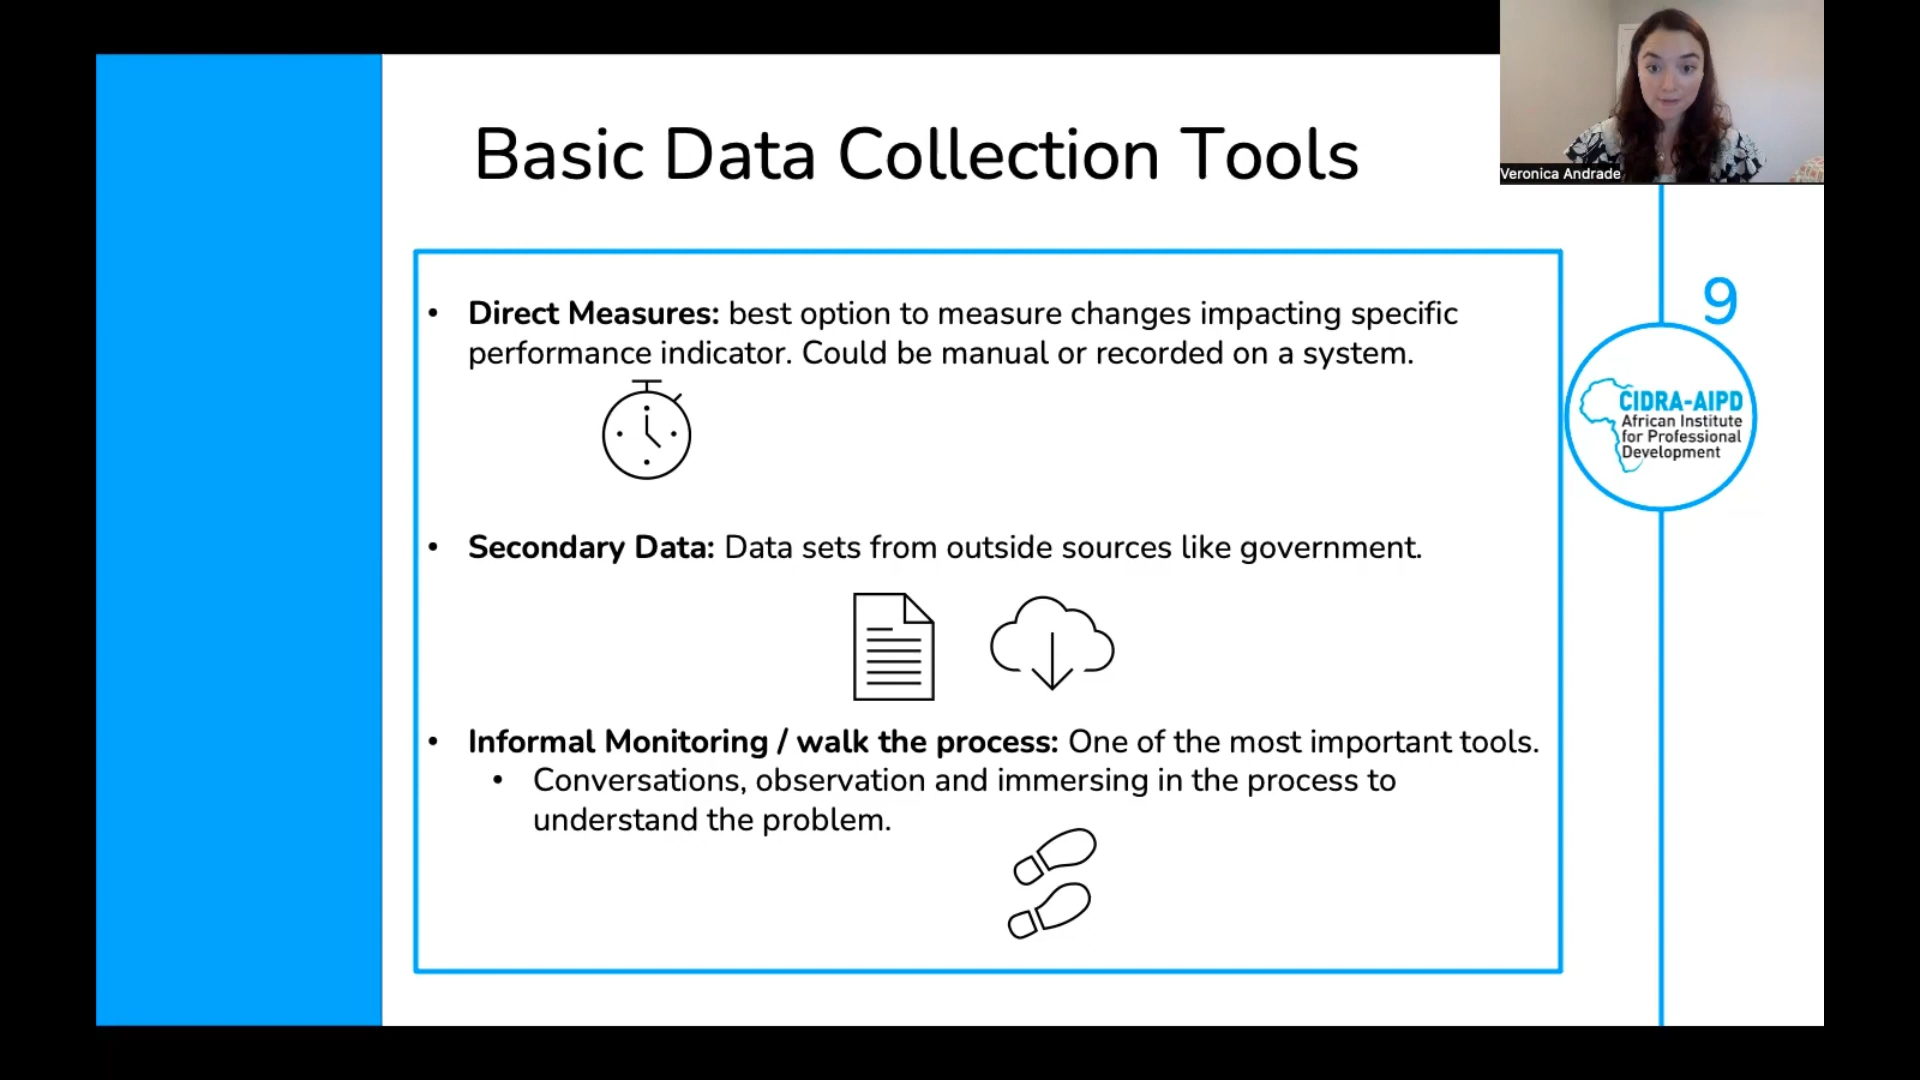 Basic Data Collection Tools
Veronica Andrade
• Direct Measures: best option to measure changes impacting specific
performance indicator. Could be manual or recorded on a system.
• Secondary Data: Data sets from outside sources like government.
• Informal Monitoring / walk the process: One of the most important tools.
• Conversations, observation and immersing in the process to
understand the problem.
9
CIDRA-AIPD
African Institute
for Professional
Development